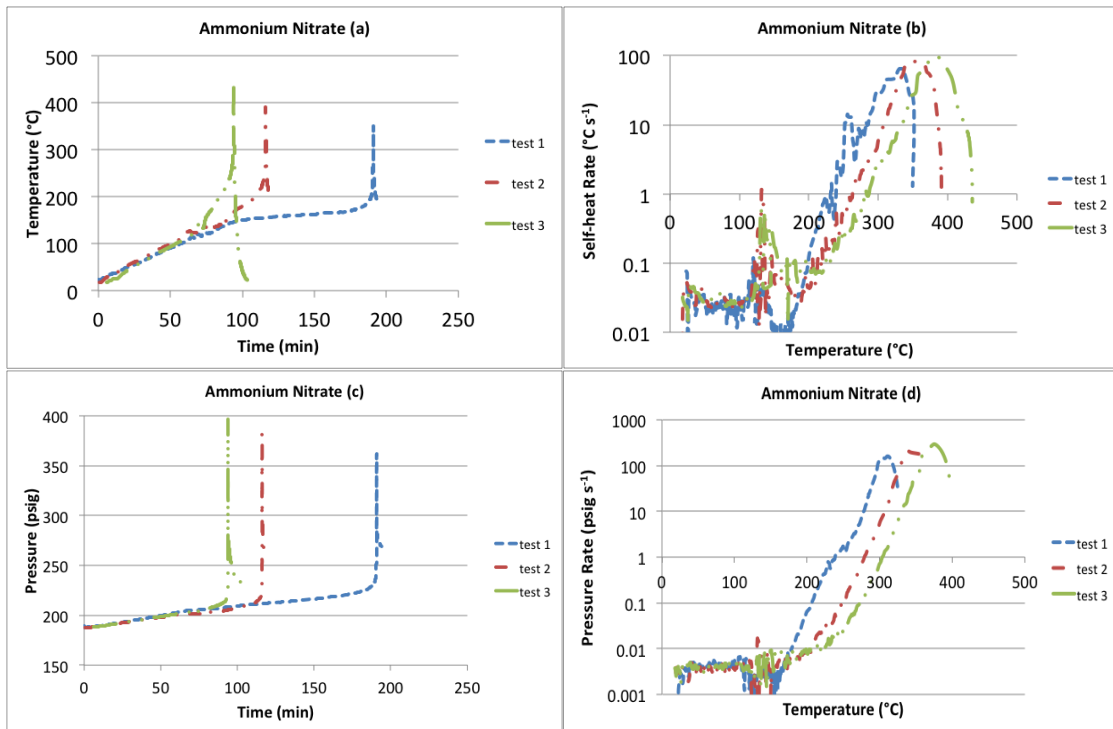 Ammonium Nitrate (a)
500
400
300
200
100
0
Temperature (°C)
0 50 100 150 200 250
Time (min)
test 1
test 2
test 3
Ammonium Nitrate (b)
100
10
1
0.1
0.01
Self-heat Rate (°C s⁻¹)
0 100 200 300 400 500
Temperature (°C)
test 1
test 2
test 3
Ammonium Nitrate (c)
400
350
300
250
200
150
Pressure (psig)
0 50 100 150 200 250
Time (min)
test 1
test 2
test 3
Ammonium Nitrate (d)
1000
100
10
1
0.1
0.01
0.001
Pressure Rate (psig s⁻¹)
0 100 200 300 400 500
Temperature (°C)
test 1
test 2
test 3